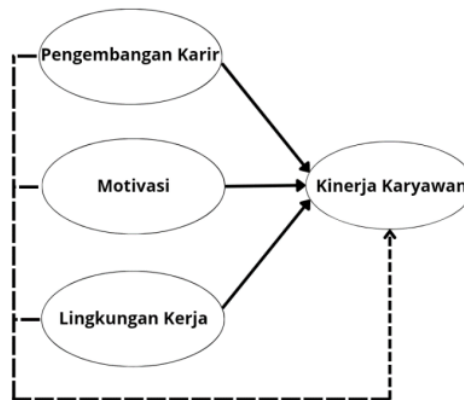 Pengembangan Karir
Motivasi
Kinerja Karyawan
Lingkungan Kerja